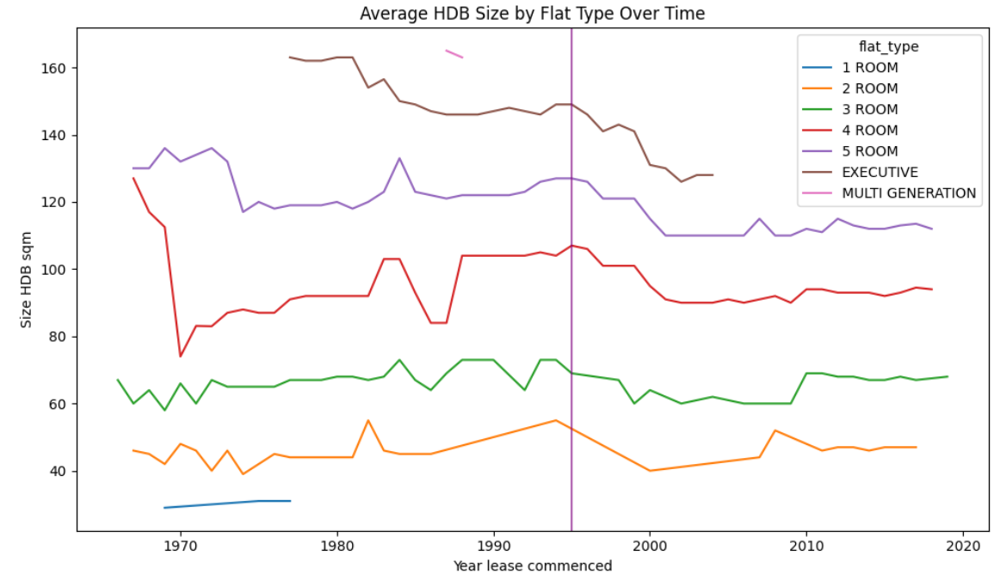 Average HDB Size by Flat Type Over Time
flat_type
1 ROOM
2 ROOM
3 ROOM
4 ROOM
5 ROOM
EXECUTIVE
MULTI GENERATION
160
140
120
100
80
60
40
Size HDB sqm
1970 1980 1990 2000 2010 2020
Year lease commenced